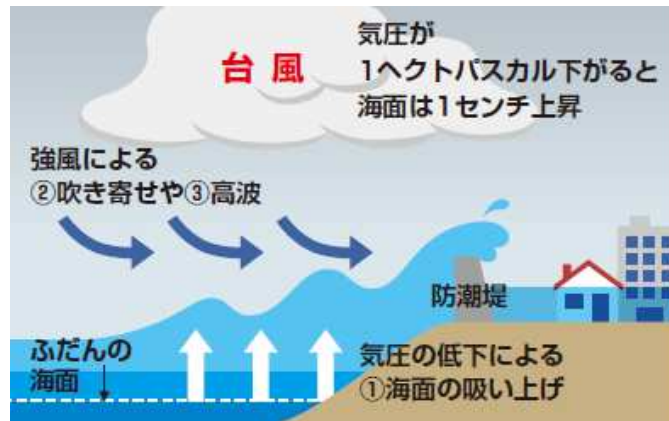 台風
気圧が
1ヘクトパスカル下がると
海面は1センチ上昇
強風による
②吹き寄せや③高波
防潮堤
ふだんの
海面
気圧の低下による
①海面の吸い上げ